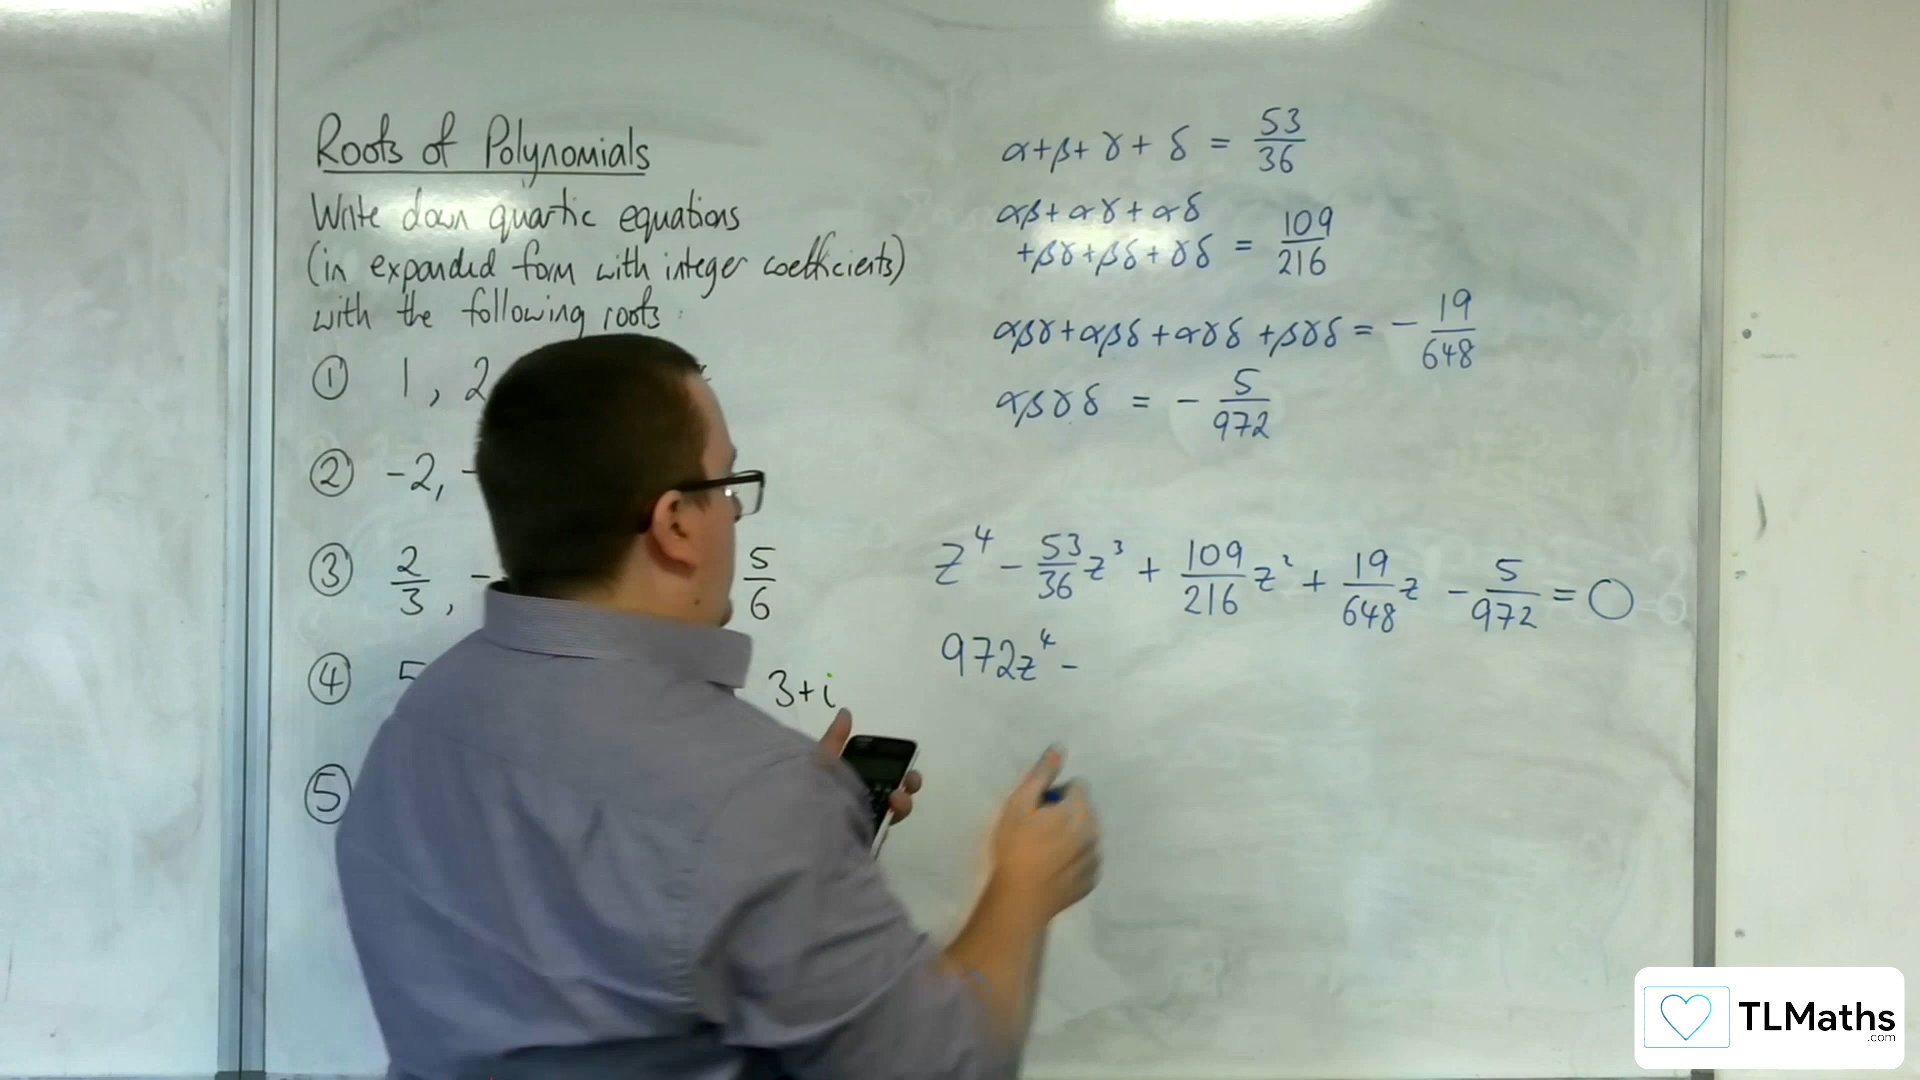 Roots of Polynomials
Write down quartic equations
(in expanded form with integer coefficients)
with the following roots:
① 1, 2
② -2, -
③ 2/3, - 5/6
④ 5 3+i
⑤
α+β+γ+δ = 53/36
αβ+αγ+αδ
+βγ+βδ+γδ = 109/216
αβγ+αβδ+αγδ+βγδ = -19/648
αβγδ = -5/972
z⁴ - 53/36 z³ + 109/216 z² + 19/648 z - 5/972 = 0
972z⁴ -
TLMaths
.com